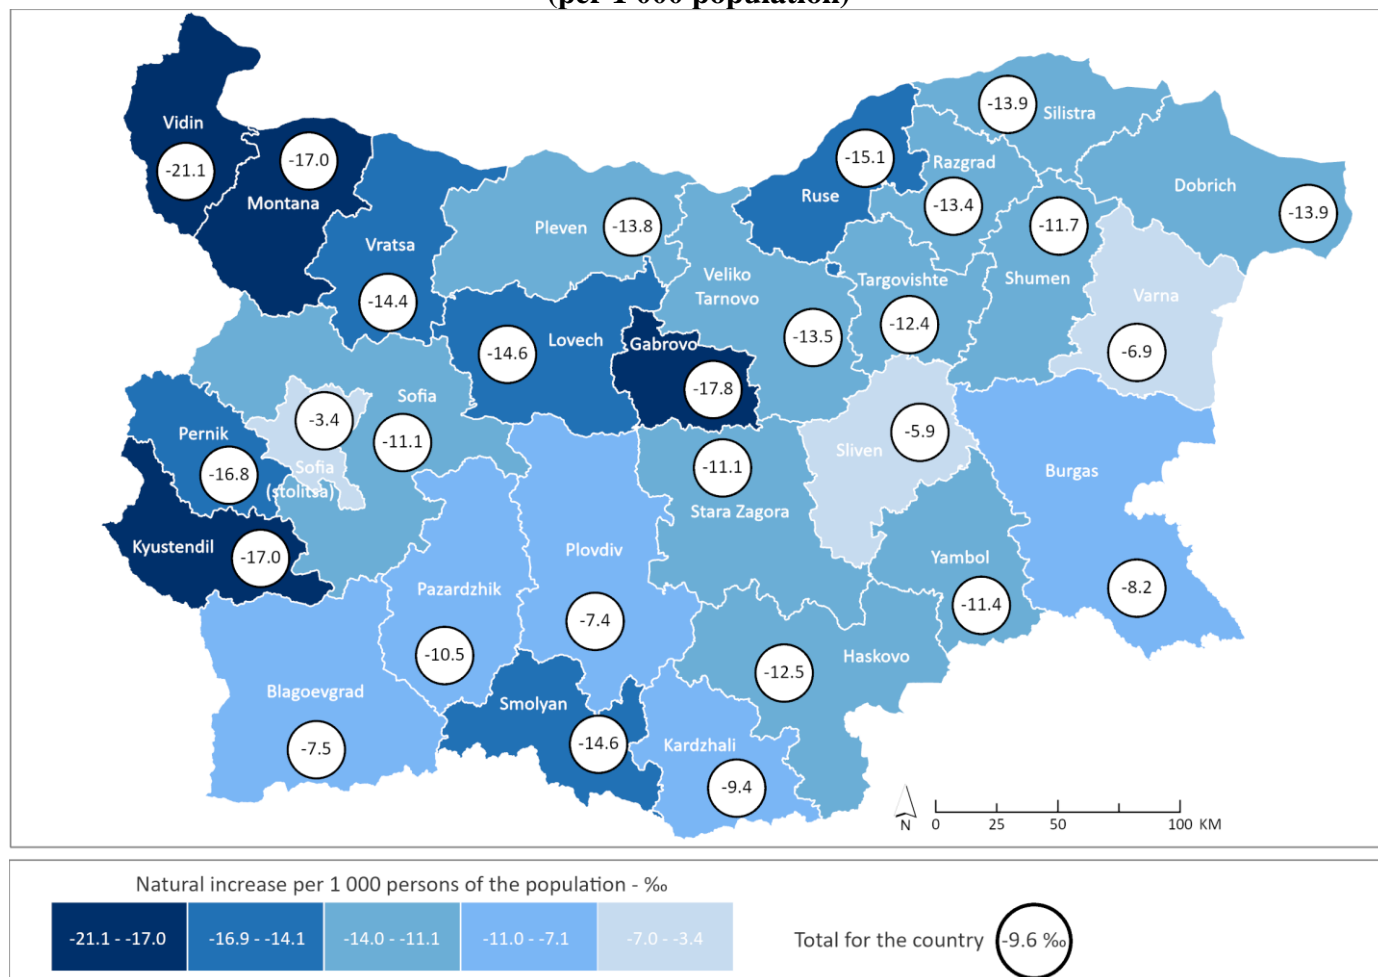 (per 1 000 population)
Vidin
-21.1
-17.0
Montana
Vratsa
-14.4
Pleven
-13.8
Lovech
-14.6
Gabrovo
-17.8
Veliko
Tarnovo
-13.5
Ruse
-15.1
-13.9
Silistra
Razgrad
-13.4
Dobrich
-13.9
-11.7
Shumen
Targovishte
-12.4
Varna
-6.9
Sofia
-11.1
-3.4
Sofia
(stolitsa)
Pernik
-16.8
Kyustendil
-17.0
-5.9
Sliven
-11.1
Stara Zagora
Burgas
-8.2
Yambol
-11.4
Plovdiv
-7.4
Pazardzhik
-10.5
Blagoevgrad
-7.5
Smolyan
-14.6
Haskovo
-12.5
Kardzhali
-9.4
N
0 25 50 100 KM
Natural increase per 1 000 persons of the population - ‰
-21.1 - -17.0
-16.9 - -14.1
-14.0 - -11.1
-11.0 - -7.1
-7.0 - -3.4
Total for the country
-9.6 ‰